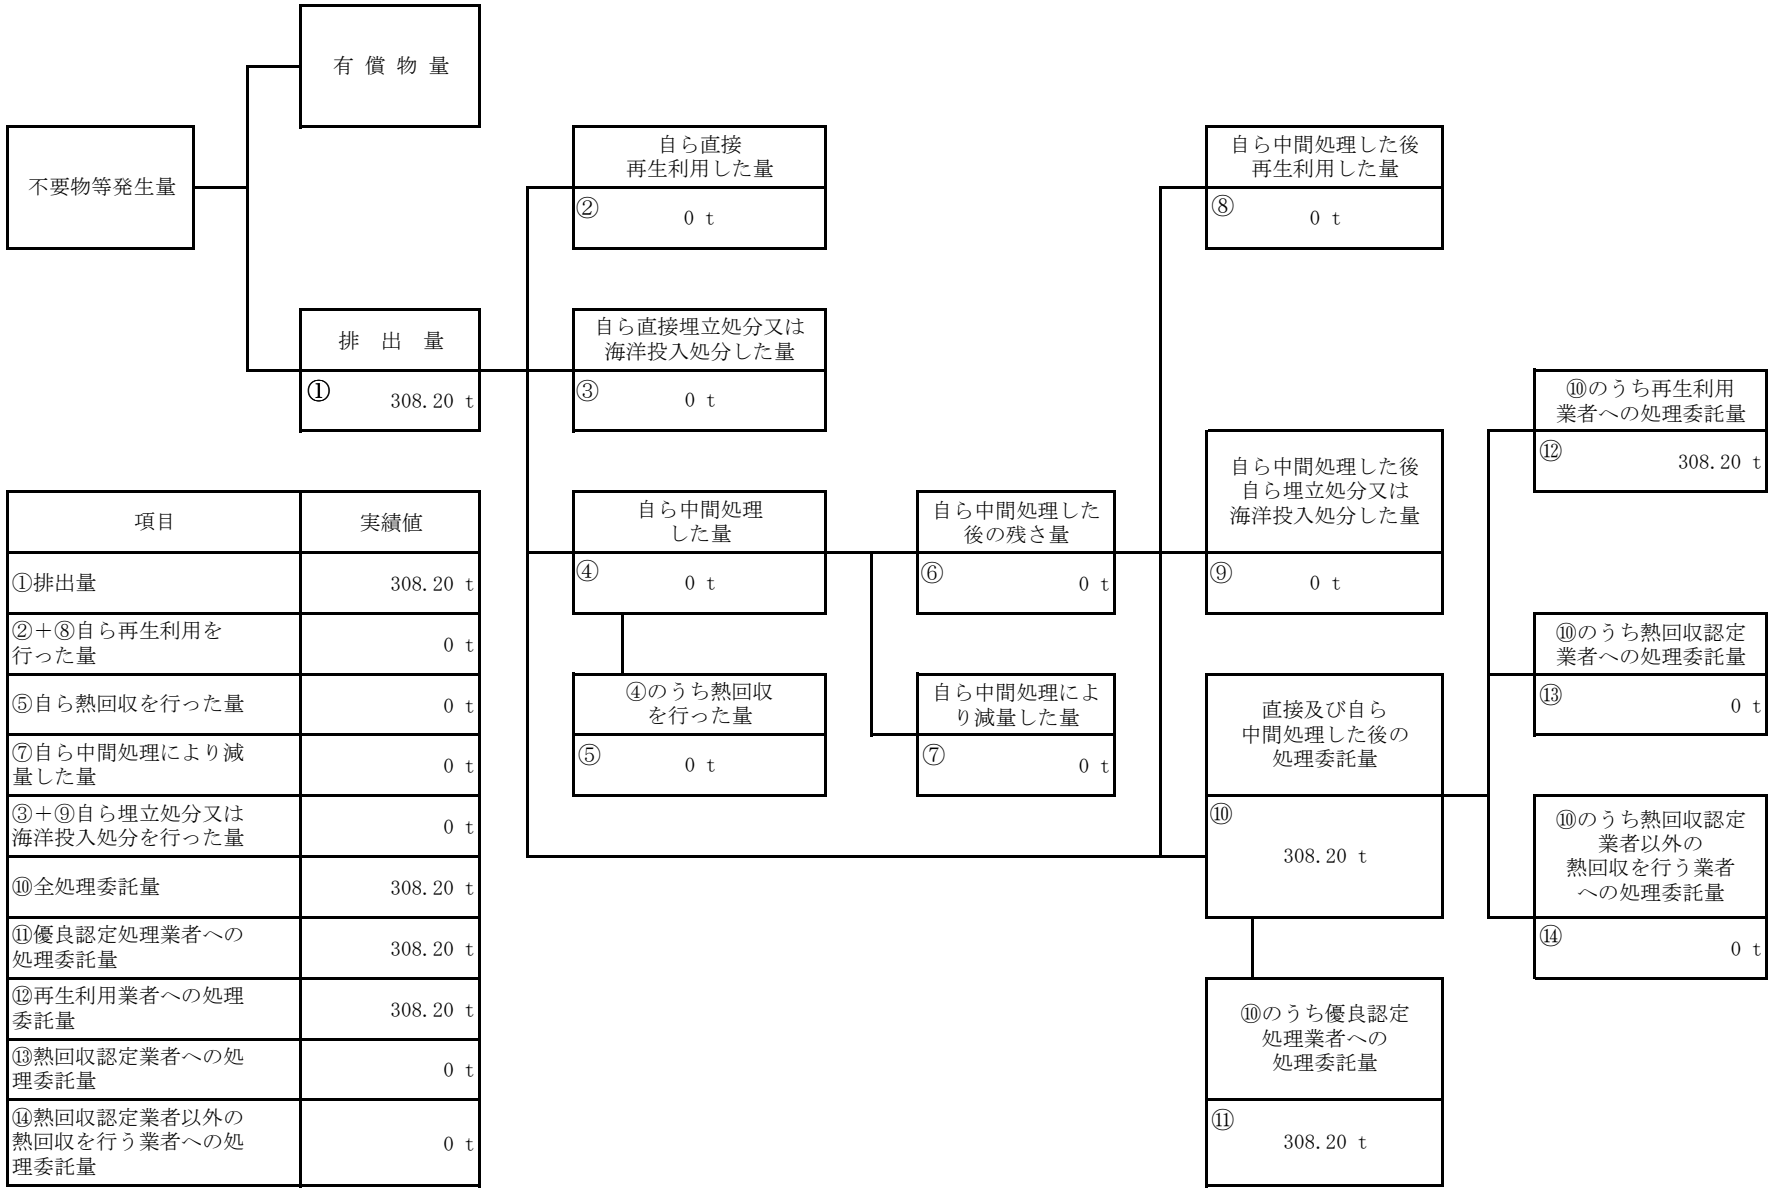 有 償 物 量
不要物等発生量
自ら直接
再生利用した量
② 0 t
自ら中間処理した後
再生利用した量
⑧ 0 t
排 出 量
① 308.20 t
自ら直接埋立処分又は
海洋投入処分した量
③ 0 t
⑩のうち再生利用
業者への処理委託量
⑫ 308.20 t
自ら中間処理
した量
④ 0 t
自ら中間処理した
後の残さ量
⑥ 0 t
自ら中間処理した後
自ら埋立処分又は
海洋投入処分した量
⑨ 0 t
⑩のうち熱回収認定
業者への処理委託量
⑬ 0 t
④のうち熱回収
を行った量
⑤ 0 t
自ら中間処理によ
り減量した量
⑦ 0 t
直接及び自ら
中間処理した後の
処理委託量
⑩
308.20 t
⑩のうち熱回収認定
業者以外の
熱回収を行う業者
への処理委託量
⑭ 0 t
⑩のうち優良認定
処理業者への
処理委託量
⑪
308.20 t
項目 実績値
①排出量 308.20 t
②＋⑧自ら再生利用を
行った量 0 t
⑤自ら熱回収を行った量 0 t
⑦自ら中間処理により減
量した量 0 t
③＋⑨自ら埋立処分又は
海洋投入処分を行った量 0 t
⑩全処理委託量 308.20 t
⑪優良認定処理業者への
処理委託量 308.20 t
⑫再生利用業者への処理
委託量 308.20 t
⑬熱回収認定業者への処
理委託量 0 t
⑭熱回収認定業者以外の
熱回収を行う業者への処 0 t
理委託量